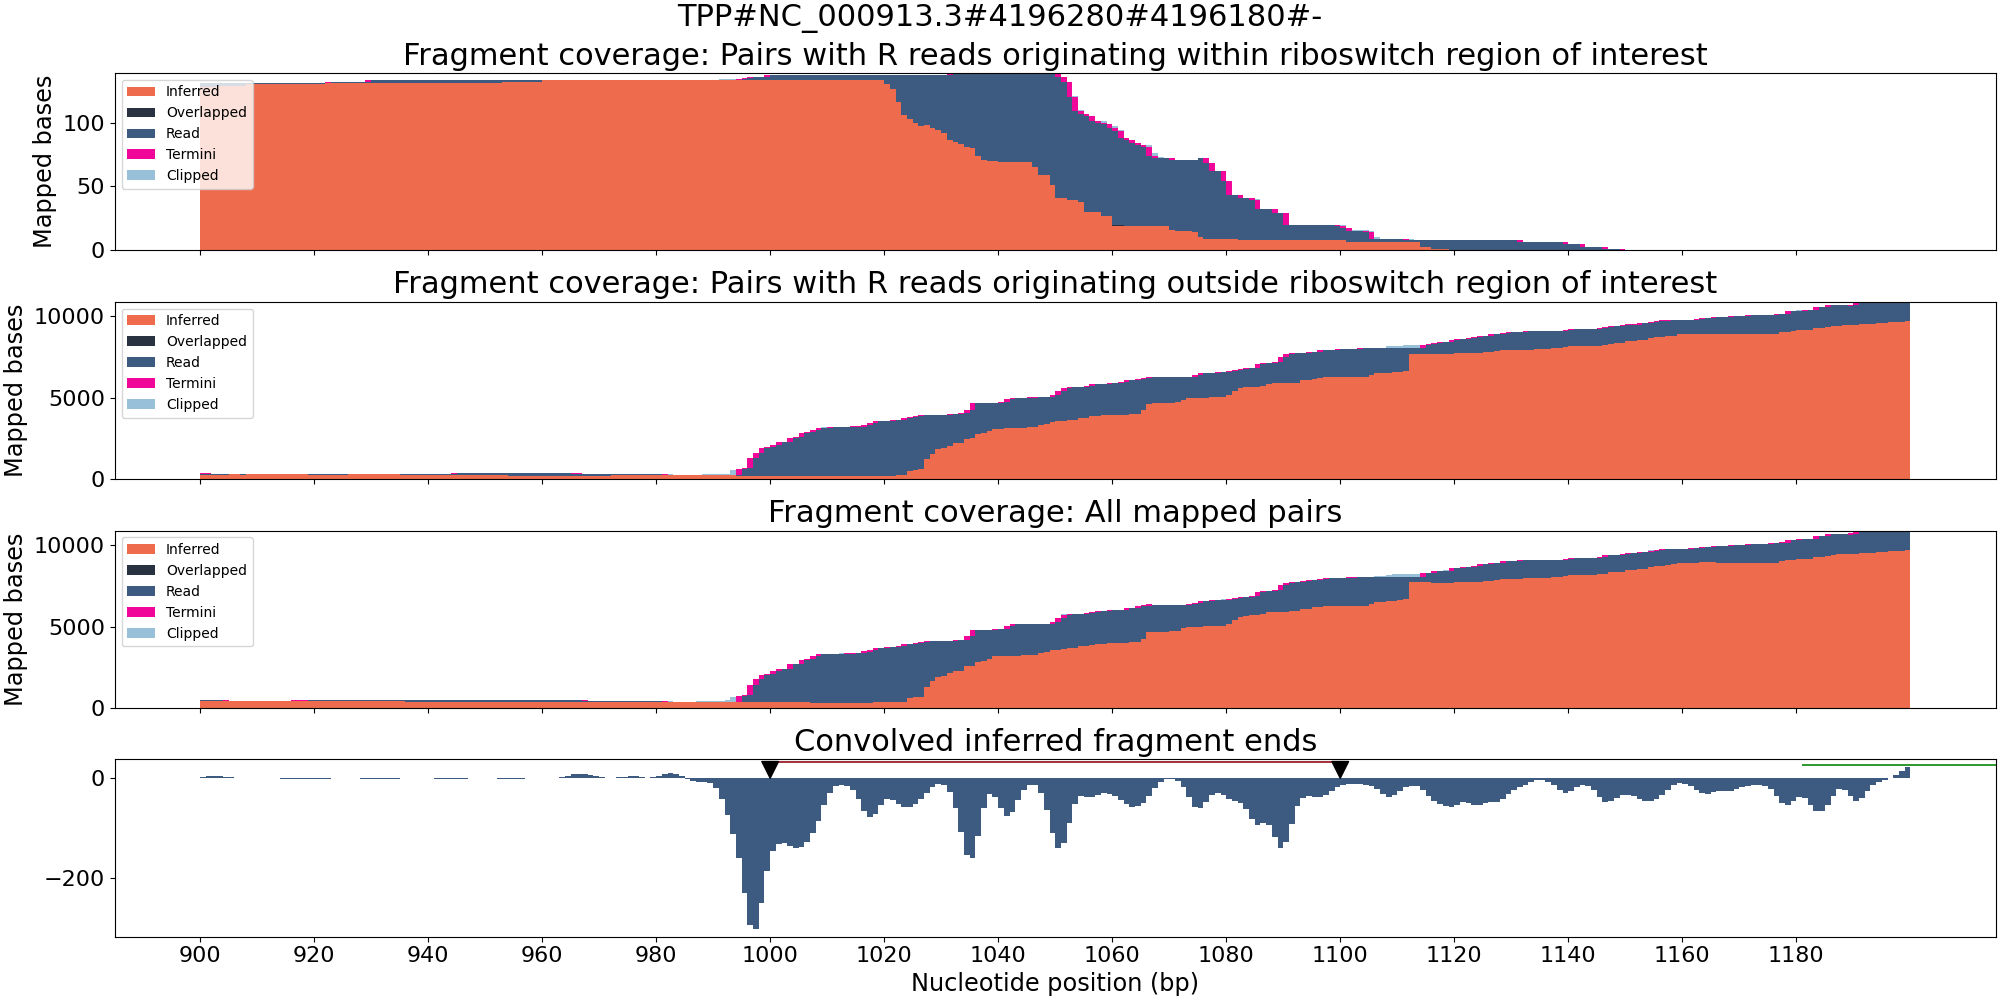 TPP#NC_000913.3#4196280#4196180#-
Fragment coverage: Pairs with R reads originating within riboswitch region of interest
Mapped bases
100
50
0
Inferred
Overlapped
Read
Termini
Clipped
Fragment coverage: Pairs with R reads originating outside riboswitch region of interest
Mapped bases
10000
5000
0
Inferred
Overlapped
Read
Termini
Clipped
Fragment coverage: All mapped pairs
Mapped bases
10000
5000
0
Inferred
Overlapped
Read
Termini
Clipped
Convolved inferred fragment ends
0
−200
900 920 940 960 980 1000 1020 1040 1060 1080 1100 1120 1140 1160 1180
Nucleotide position (bp)